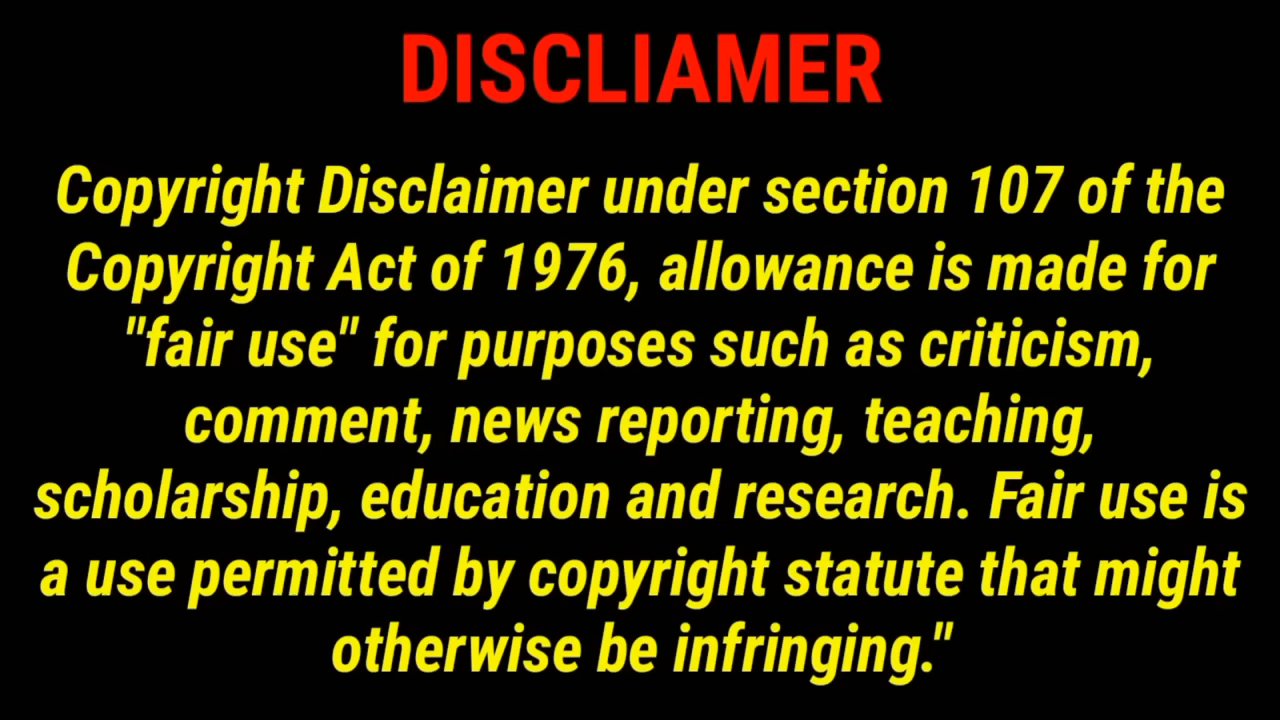 DISCLIAMER
Copyright Disclaimer under section 107 of the
Copyright Act of 1976, allowance is made for
"fair use" for purposes such as criticism,
comment, news reporting, teaching,
scholarship, education and research. Fair use is
a use permitted by copyright statute that might
otherwise be infringing."